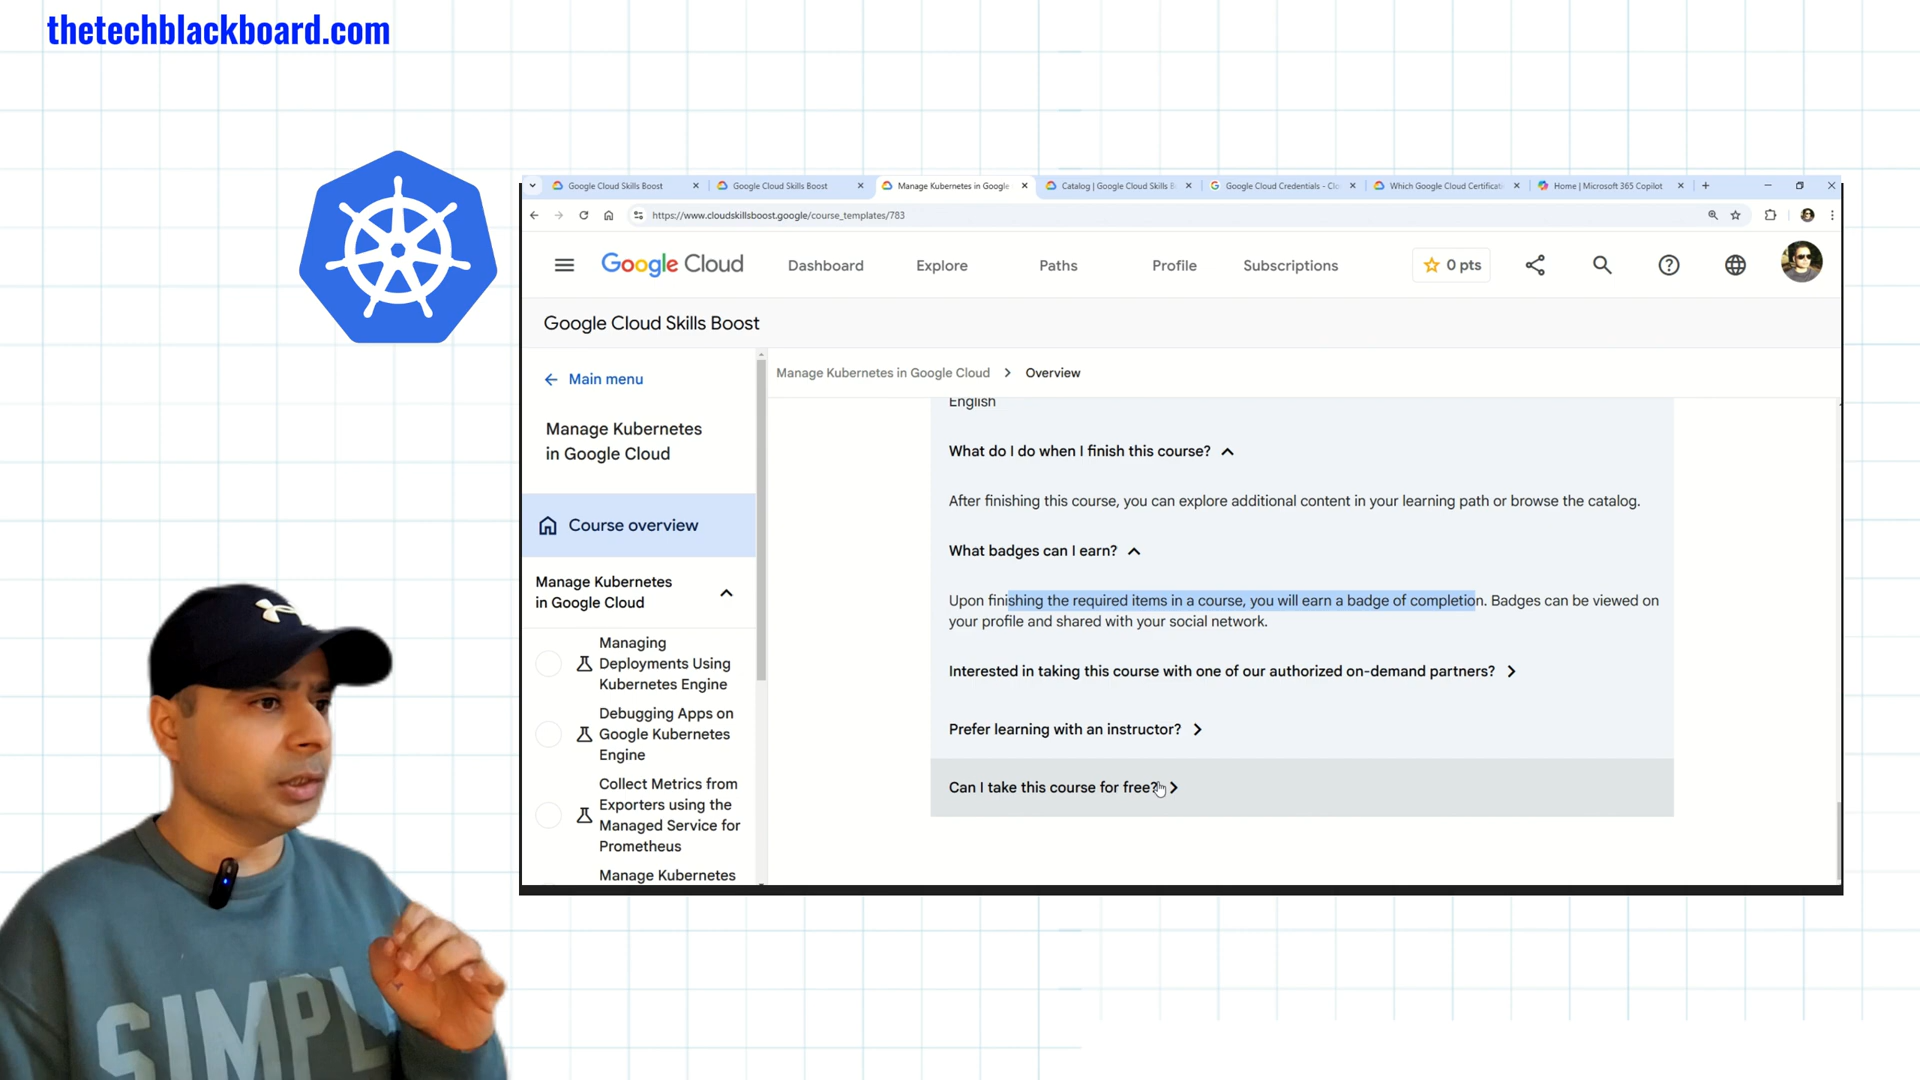 thetechblackboard.com
Google Cloud Skills Boost
Google Cloud Skills Boost
Manage Kubernetes in Google
Catalog | Google Cloud Skills B
Google Cloud Credentials - Clo
Which Google Cloud Certificati
Home | Microsoft 365 Copilot
https://www.cloudskillsboost.google/course_templates/783
Google Cloud
Dashboard
Explore
Paths
Profile
Subscriptions
0 pts
Google Cloud Skills Boost
Main menu
Manage Kubernetes in Google Cloud
Overview
Manage Kubernetes
in Google Cloud
Course overview
Manage Kubernetes
in Google Cloud
Managing
Deployments Using
Kubernetes Engine
Debugging Apps on
Google Kubernetes
Engine
Collect Metrics from
Exporters using the
Managed Service for
Prometheus
Manage Kubernetes
English
What do I do when I finish this course?
After finishing this course, you can explore additional content in your learning path or browse the catalog.
What badges can I earn?
Upon finishing the required items in a course, you will earn a badge of completion. Badges can be viewed on
your profile and shared with your social network.
Interested in taking this course with one of our authorized on-demand partners?
Prefer learning with an instructor?
Can I take this course for free?
SIMPL